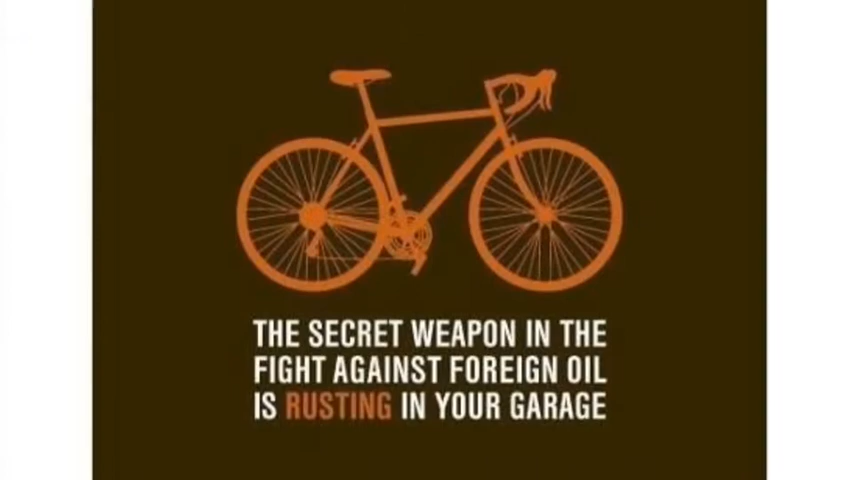 THE SECRET WEAPON IN THE
FIGHT AGAINST FOREIGN OIL
IS RUSTING IN YOUR GARAGE